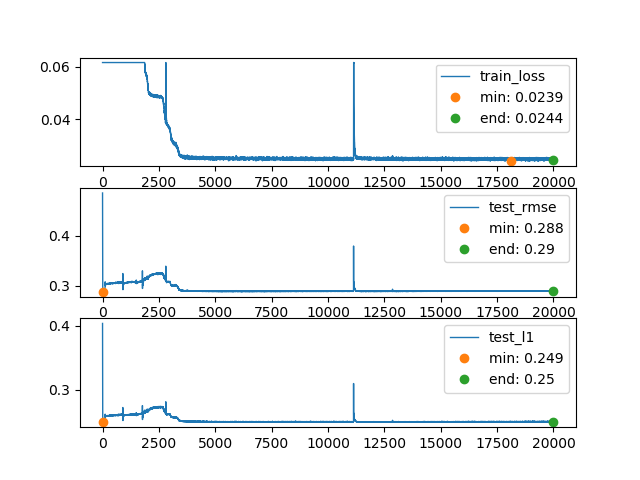 0.06
0.04
train_loss
min: 0.0239
end: 0.0244
0 2500 5000 7500 10000 12500 15000 17500 20000
0.4
0.3
test_rmse
min: 0.288
end: 0.29
0 2500 5000 7500 10000 12500 15000 17500 20000
0.4
0.3
test_l1
min: 0.249
end: 0.25
0 2500 5000 7500 10000 12500 15000 17500 20000